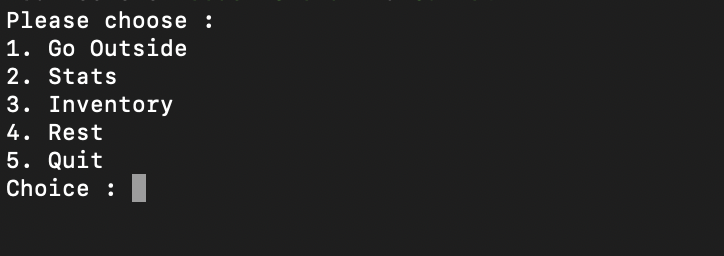 Please choose :
1. Go Outside
2. Stats
3. Inventory
4. Rest
5. Quit
Choice :